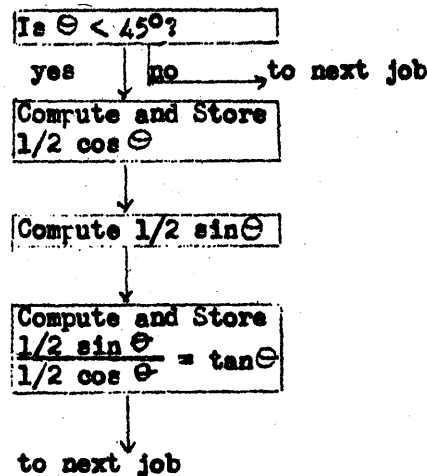 Is Θ < 45°?
yes no to next job
Compute and Store
1/2 cos Θ
Compute 1/2 sinΘ
Compute and Store
1/2 sin Θ
1/2 cos Θ = tanΘ
to next job